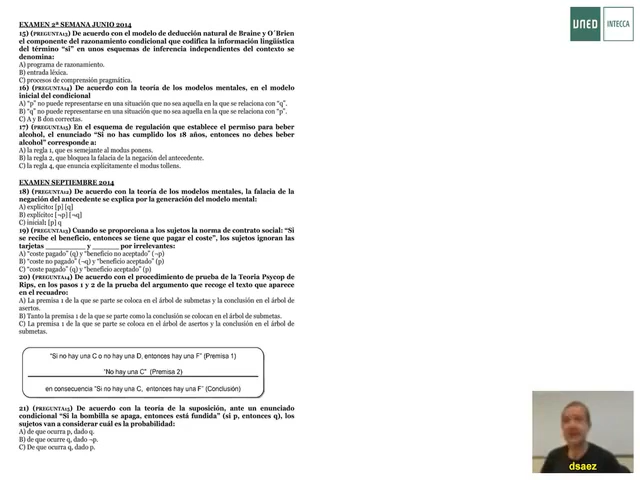 EXAMEN 2ª SEMANA JUNIO 2014
15) (PREGUNTA13) De acuerdo con el modelo de deducción natural de Braine y O´Brien
el componente del razonamiento condicional que codifica la información lingüística
del término "si" en unos esquemas de inferencia independientes del contexto se
denomina:
A) programa de razonamiento.
B) entrada léxica.
C) procesos de comprensión pragmática.
16) (PREGUNTA14) De acuerdo con la teoría de los modelos mentales, en el modelo
inicial del condicional
A) "p" no puede representarse en una situación que no sea aquella en la que se relaciona con "q".
B) "q" no puede representarse en una situación que no sea aquella en la que se relaciona con "p".
C) A y B don correctas.
17) (PREGUNTA15) En el esquema de regulación que establece el permiso para beber
alcohol, el enunciado "Si no has cumplido los 18 años, entonces no debes beber
alcohol" corresponde a:
A) la regla 1, que es semejante al modus ponens.
B) la regla 2, que bloquea la falacia de la negación del antecedente.
C) la regla 4, que enuncia explícitamente el modus tollens.
EXAMEN SEPTIEMBRE 2014
18) (PREGUNTA12) De acuerdo con la teoría de los modelos mentales, la falacia de la
negación del antecedente se explica por la generación del modelo mental:
A) explícito: [p] [q]
B) explícito: [¬p] [¬q]
C) inicial: [p] q
19) (PREGUNTA13) Cuando se proporciona a los sujetos la norma de contrato social: "Si
se recibe el beneficio, entonces se tiene que pagar el coste", los sujetos ignoran las
tarjetas _________ y ______ por irrelevantes:
A) "coste pagado" (q) y "beneficio no aceptado" (¬p)
B) "coste no pagado" (¬q) y "beneficio aceptado" (p)
C) "coste pagado" (q) y "beneficio aceptado" (p)
20) (PREGUNTA14) De acuerdo con el procedimiento de prueba de la Teoría Psycop de
Rips, en los pasos 1 y 2 de la prueba del argumento que recoge el texto que aparece
en el recuadro:
A) La premisa 1 de la que se parte se coloca en el árbol de submetas y la conclusión en el árbol de
asertos.
B) Tanto la premisa 1 de la que se parte como la conclusión se colocan en el árbol de submetas.
C) La premisa 1 de la que se parte se coloca en el árbol de asertos y la conclusión en el árbol de
submetas.
"Si no hay una C o no hay una D, entonces hay una F" (Premisa 1)
"No hay una C" (Premisa 2)
en consecuencia "Si no hay una C, entonces hay una F" (Conclusión)
21) (PREGUNTA15) De acuerdo con la teoría de la suposición, ante un enunciado
condicional "Si la bombilla se apaga, entonces está fundida" (si p, entonces q), los
sujetos van a considerar cuál es la probabilidad:
A) de que ocurra p, dado q.
B) de que ocurre q, dado ¬p.
C) De que ocurra q, dado p.
UNED
INTECCA
dsaez